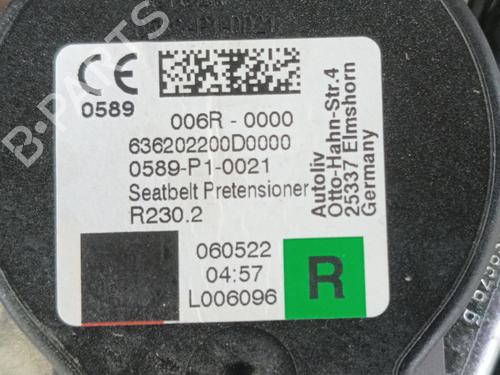 CE
0589
006R - 0000
636202200D0000
0589-P1-0021
Seatbelt Pretensioner
R230.2
Autoliv
Otto-Hahn-Str.4
25337 Elmshorn
Germany
060522
04:57
L006096
R
B-PARTS